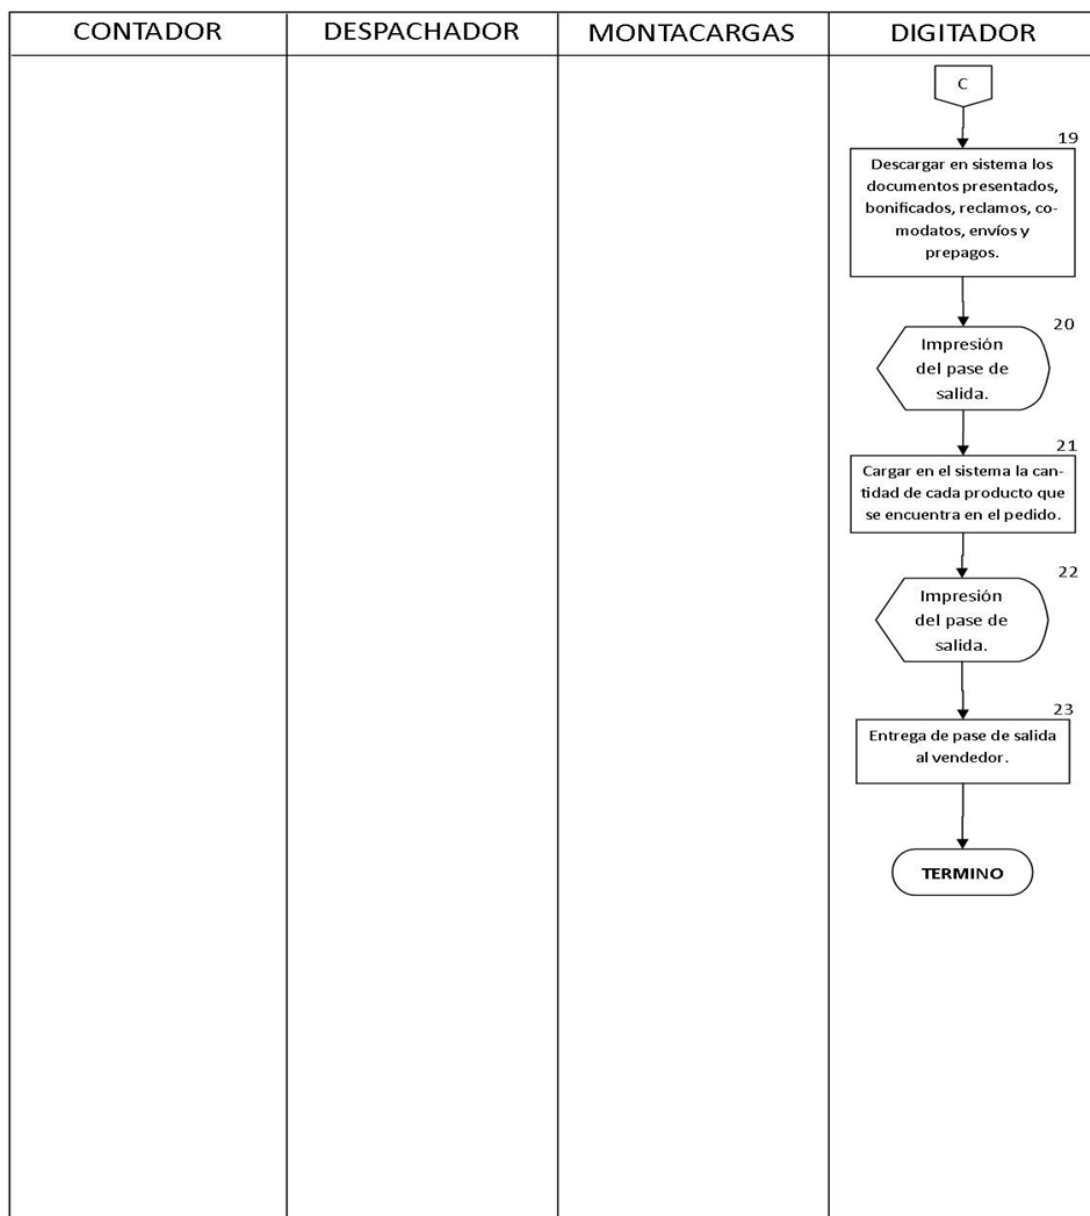 CONTADOR
DESPACHADOR
MONTACARGAS
DIGITADOR
C
19
Descargar en sistema los
documentos presentados,
bonificados, reclamos, co-
modatos, envíos y
prepagos.
20
Impresión
del pase de
salida.
21
Cargar en el sistema la can-
tidad de cada producto que
se encuentra en el pedido.
22
Impresión
del pase de
salida.
23
Entrega de pase de salida
al vendedor.
TERMINO